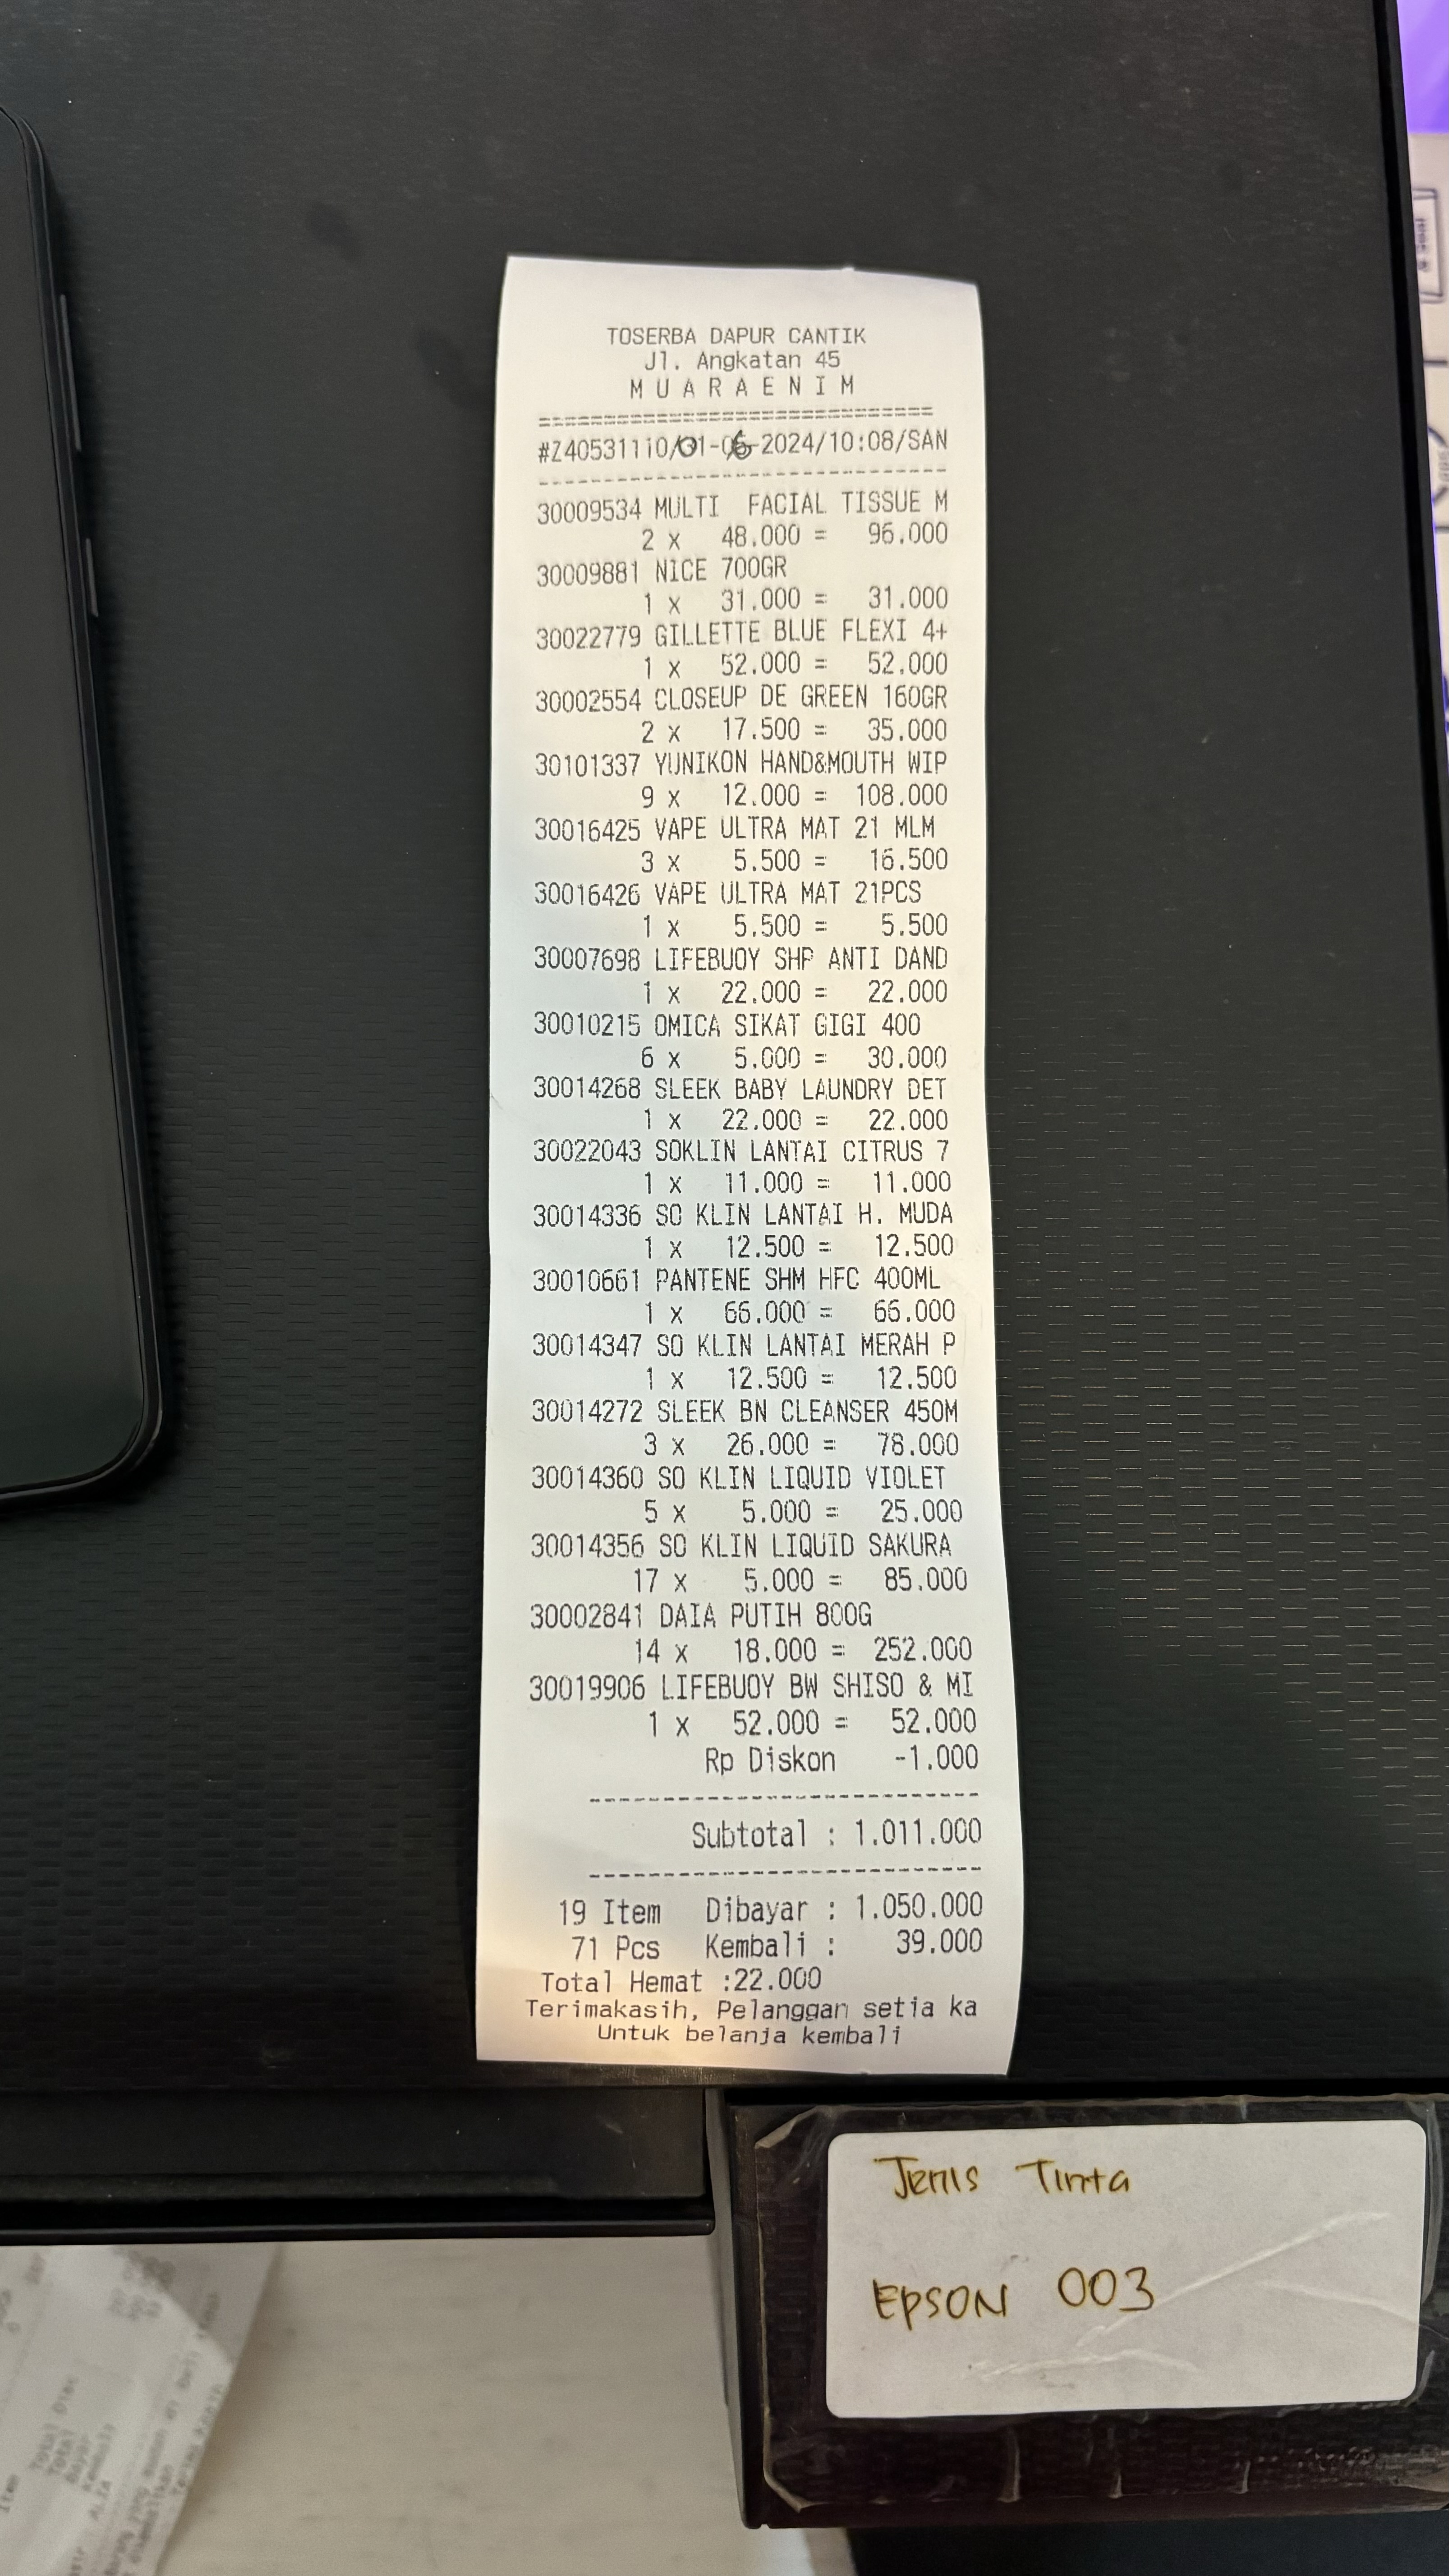 TOSERBA DAPUR CANTIK
Jl. Angkatan 45
M U A R A E N I M
#Z40531110/01-06-2024/10:08/SAN
30009534 MULTI FACIAL TISSUE M
2 x 48.000 = 96.000
30009881 NICE 700GR
1 x 31.000 = 31.000
30022779 GILLETTE BLUE FLEXI 4+
1 x 52.000 = 52.000
30002554 CLOSEUP DE GREEN 160GR
2 x 17.500 = 35.000
30101337 YUNIKON HAND&MOUTH WIP
9 x 12.000 = 108.000
30016425 VAPE ULTRA MAT 21 MLM
3 x 5.500 = 16.500
30016426 VAPE ULTRA MAT 21PCS
1 x 5.500 = 5.500
30007698 LIFEBUOY SHP ANTI DAND
1 x 22.000 = 22.000
30010215 OMICA SIKAT GIGI 400
6 x 5.000 = 30.000
30014268 SLEEK BABY LAUNDRY DET
1 x 22.000 = 22.000
30022043 SOKLIN LANTAI CITRUS 7
1 x 11.000 = 11.000
30014336 SO KLIN LANTAI H. MUDA
1 x 12.500 = 12.500
30010661 PANTENE SHM HFC 400ML
1 x 66.000 = 66.000
30014347 SO KLIN LANTAI MERAH P
1 x 12.500 = 12.500
30014272 SLEEK BN CLEANSER 450M
3 x 26.000 = 78.000
30014360 SO KLIN LIQUID VIOLET
5 x 5.000 = 25.000
30014356 SO KLIN LIQUID SAKURA
17 x 5.000 = 85.000
30002841 DAIA PUTIH 800G
14 x 18.000 = 252.000
30019906 LIFEBUOY BW SHISO & MI
1 x 52.000 = 52.000
Rp Diskon -1.000
Subtotal : 1.011.000
19 Item Dibayar : 1.050.000
71 Pcs Kembali : 39.000
Total Hemat :22.000
Terimakasih, Pelanggan setia ka
Untuk belanja kembali
Jenis Tinta
EPSON 003